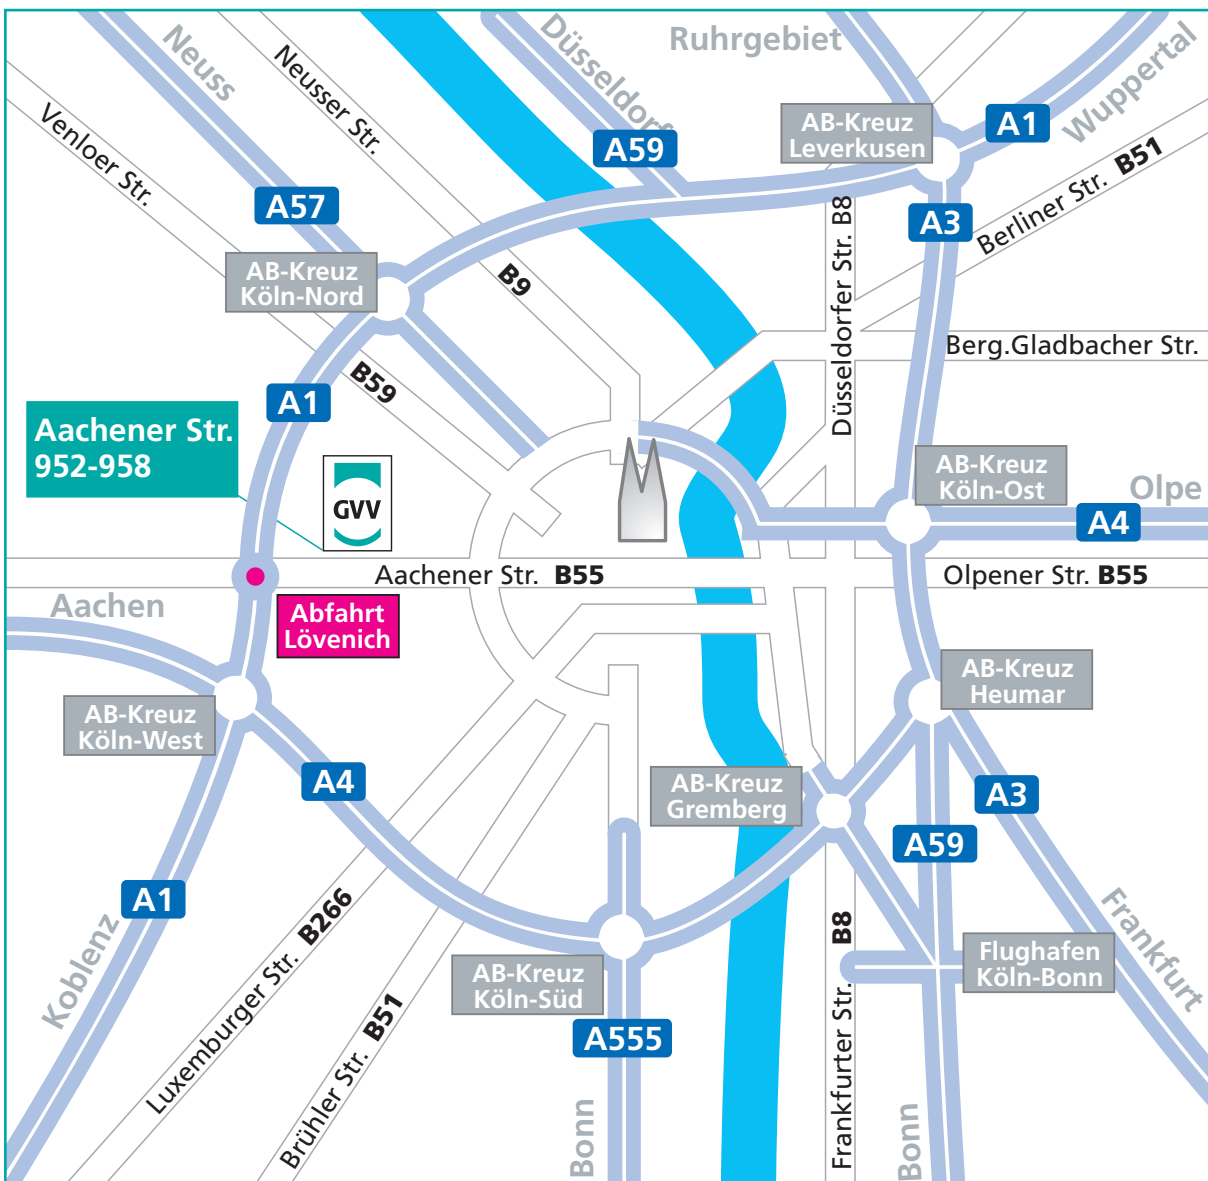 Neuss
Neusser Str.
Düsseldorf
Ruhrgebiet
Wuppertal
Venloer Str.
A57
A59
AB-Kreuz
Leverkusen
A1
Berliner Str. B51
A3
AB-Kreuz
Köln-Nord
B9
Düsseldorfer Str. B8
Berg.Gladbacher Str.
B59
A1
Aachener Str.
952-958
GVV
AB-Kreuz
Köln-Ost
Olpe
A4
Aachener Str. B55
Olpener Str. B55
Aachen
Abfahrt
Lövenich
AB-Kreuz
Köln-West
AB-Kreuz
Heumar
A4
AB-Kreuz
Gremberg
A3
A59
A1
Koblenz
Luxemburger Str. B266
Brühler Str. B51
AB-Kreuz
Köln-Süd
A555
Bonn
Frankfurter Str. B8
Flughafen
Köln-Bonn
Frankfurt
Bonn